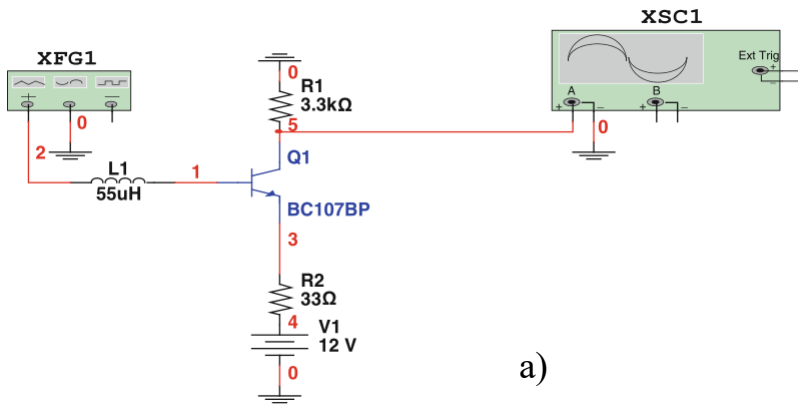 XSC1
XFG1
Ext Trig
+
−
A
B
+ − + −
0
R1
3.3kΩ
5
0
0
2
Q1
L1
1
55uH
BC107BP
3
R2
33Ω
4
V1
12 V
0
a)